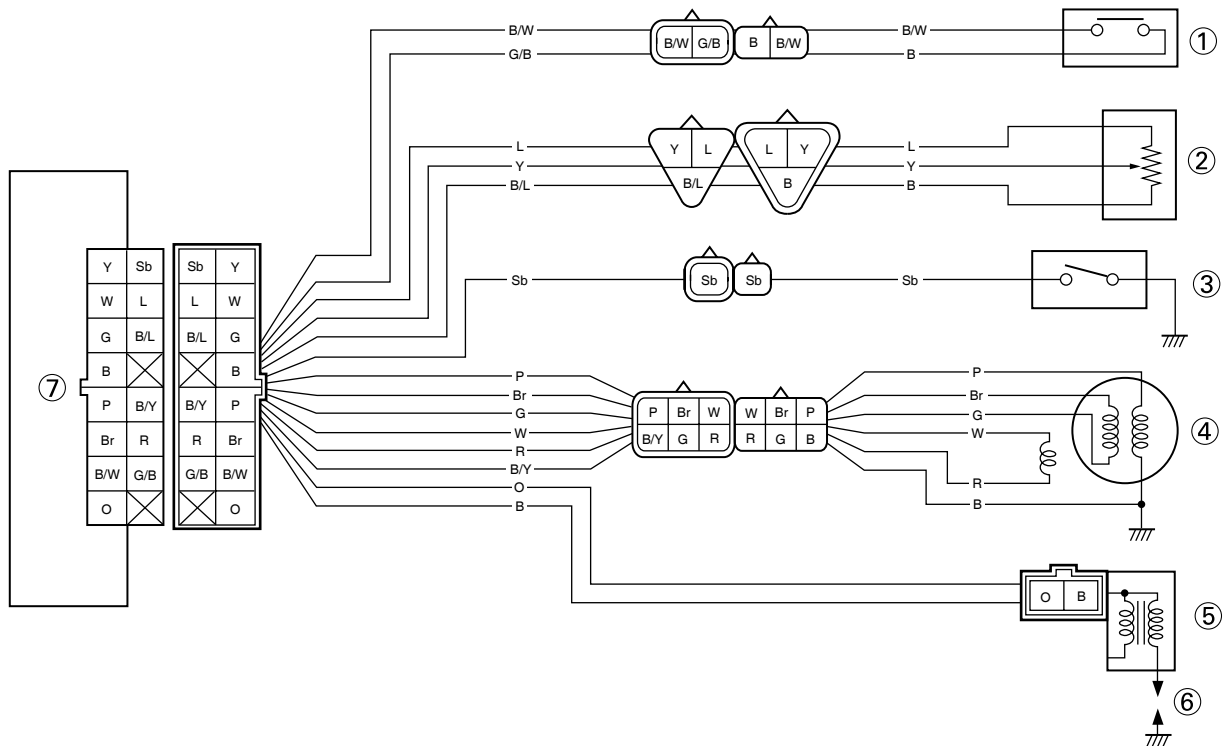 B/W B/W G/B B B/W B/W ①
G/B B
L Y L L Y L ②
Y Y
B/L B/L B B
Sb Sb Sb Sb ③
Y Sb Sb Y
W L L W
G B/L B/L G
B B
⑦ P B/Y B/Y P
Br R R Br
B/W G/B G/B B/W
O O
P P
Br P Br W W Br P Br
G G
W B/Y G R R G B W ④
R
B/Y
O R
B B
O B ⑤
⑥